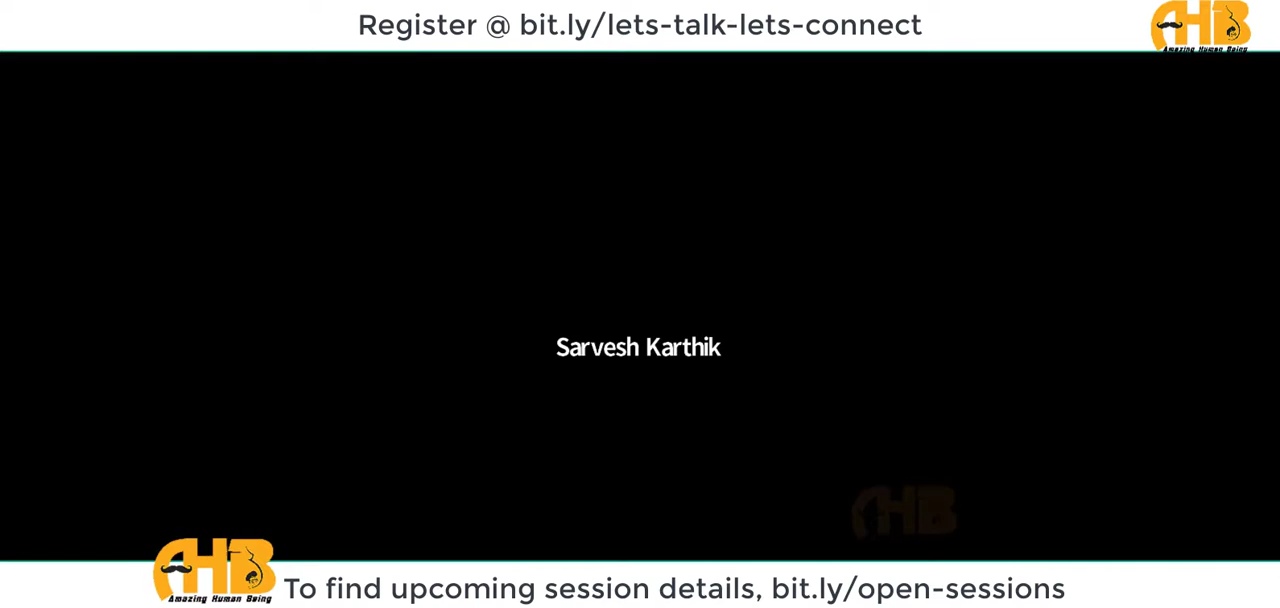 Register @ bit.ly/lets-talk-lets-connect
AHB
Amazing Human Being
Sarvesh Karthik
AHB
AHB
Amazing Human Being
To find upcoming session details, bit.ly/open-sessions